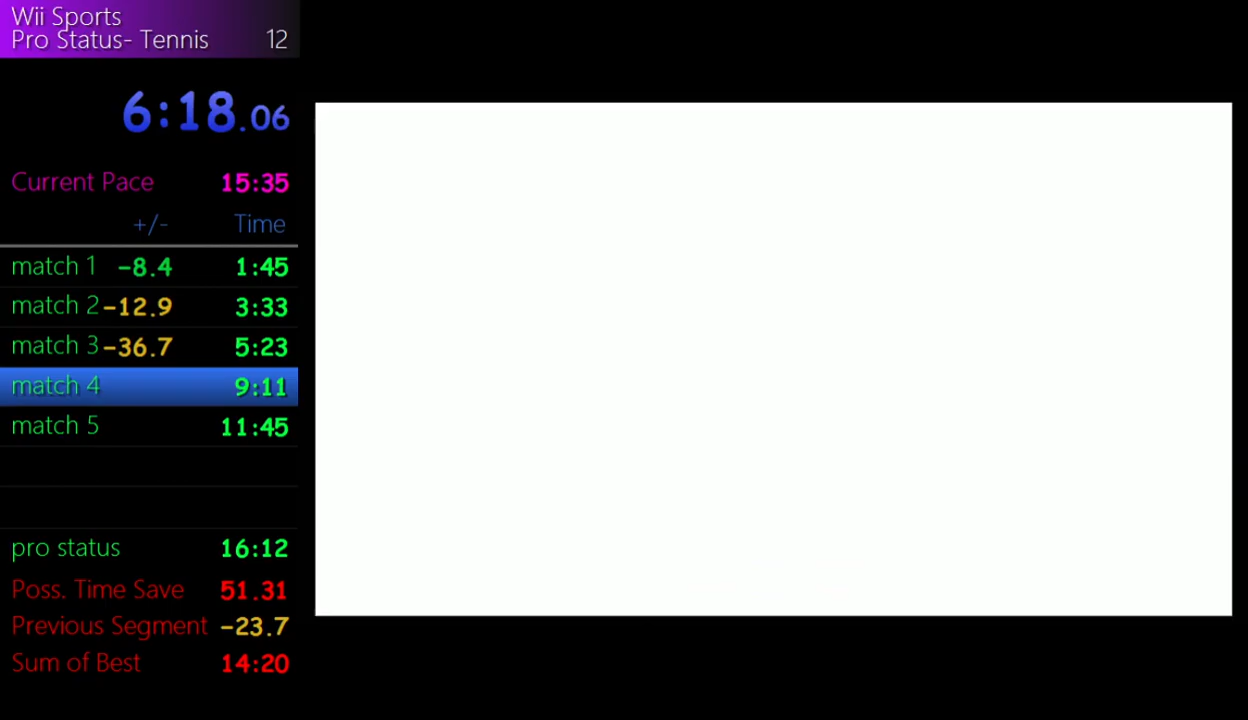 Wii Sports
Pro Status- Tennis 12
6:18.06
Current Pace 15:35
+/- Time
match 1 -8.4 1:45
match 2 -12.9 3:33
match 3 -36.7 5:23
match 4 9:11
match 5 11:45
pro status 16:12
Poss. Time Save 51.31
Previous Segment -23.7
Sum of Best 14:20